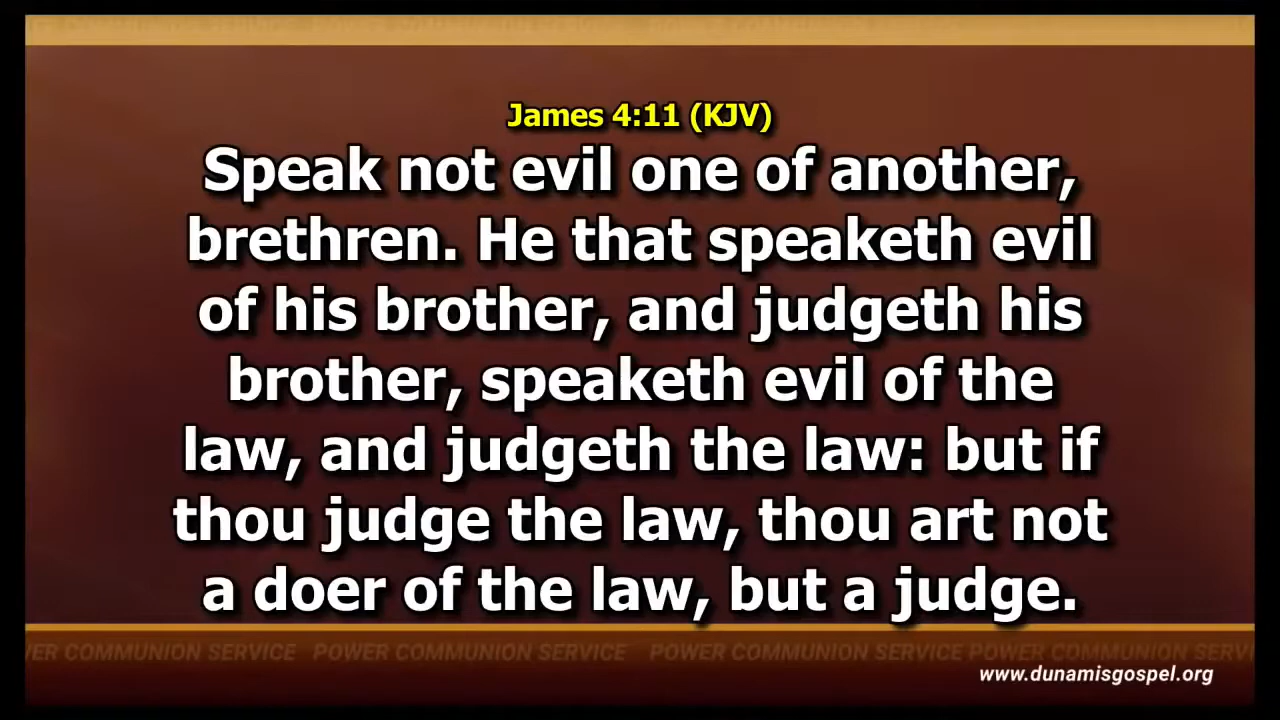 James 4:11 (KJV)
Speak not evil one of another,
brethren. He that speaketh evil
of his brother, and judgeth his
brother, speaketh evil of the
law, and judgeth the law: but if
thou judge the law, thou art not
a doer of the law, but a judge.
ER COMMUNION SERVICE POWER COMMUNION SERVICE POWER COMMUNION SERVICE POWER COMMUNION SERVI
www.dunamisgospel.org